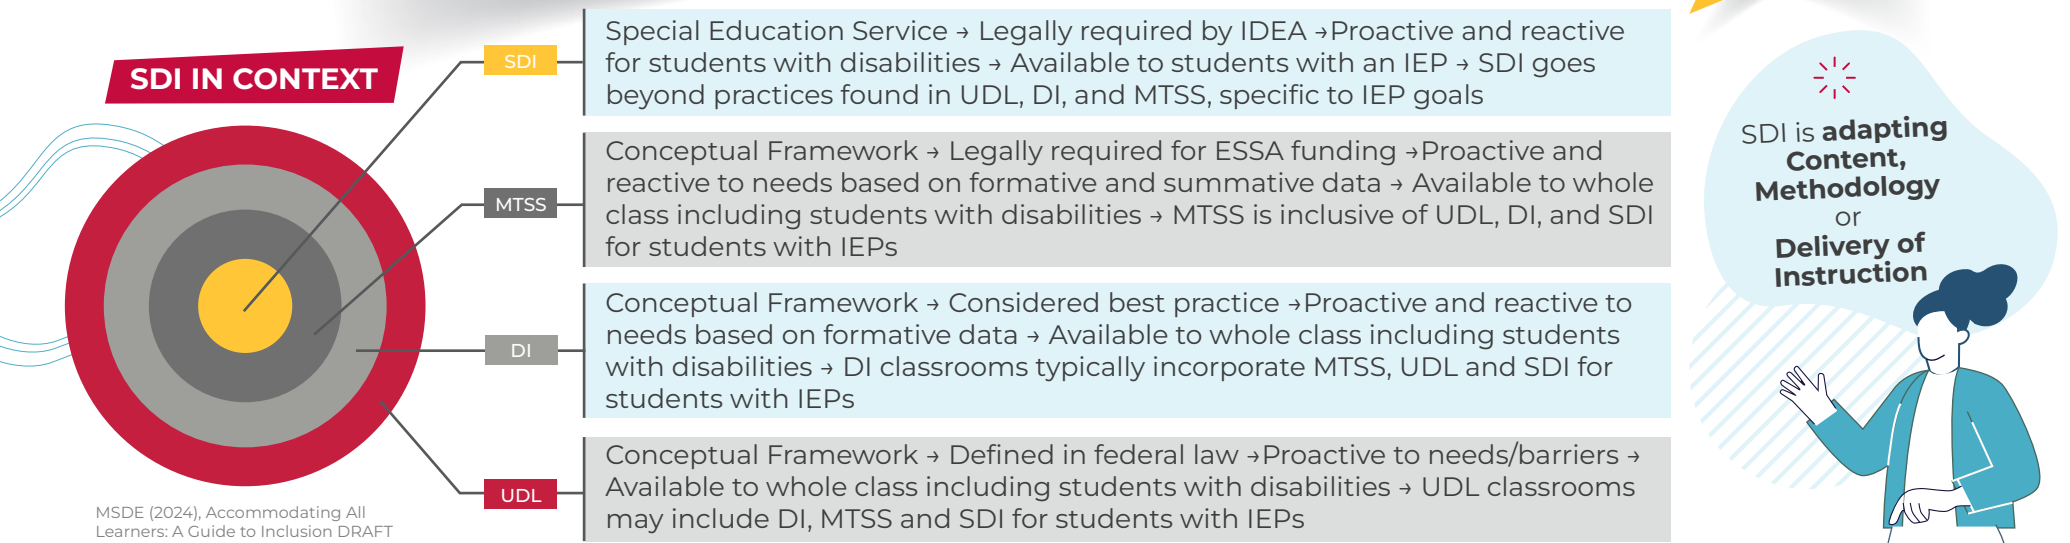 SDI IN CONTEXT
SDI
Special Education Service → Legally required by IDEA →Proactive and reactive
for students with disabilities → Available to students with an IEP → SDI goes
beyond practices found in UDL, DI, and MTSS, specific to IEP goals
MTSS
Conceptual Framework → Legally required for ESSA funding →Proactive and
reactive to needs based on formative and summative data → Available to whole
class including students with disabilities → MTSS is inclusive of UDL, DI, and SDI
for students with IEPs
DI
Conceptual Framework → Considered best practice →Proactive and reactive to
needs based on formative data → Available to whole class including students
with disabilities → DI classrooms typically incorporate MTSS, UDL and SDI for
students with IEPs
UDL
Conceptual Framework → Defined in federal law →Proactive to needs/barriers →
Available to whole class including students with disabilities → UDL classrooms
may include DI, MTSS and SDI for students with IEPs
MSDE (2024), Accommodating All
Learners: A Guide to Inclusion DRAFT
SDI is adapting
Content,
Methodology
or
Delivery of
Instruction